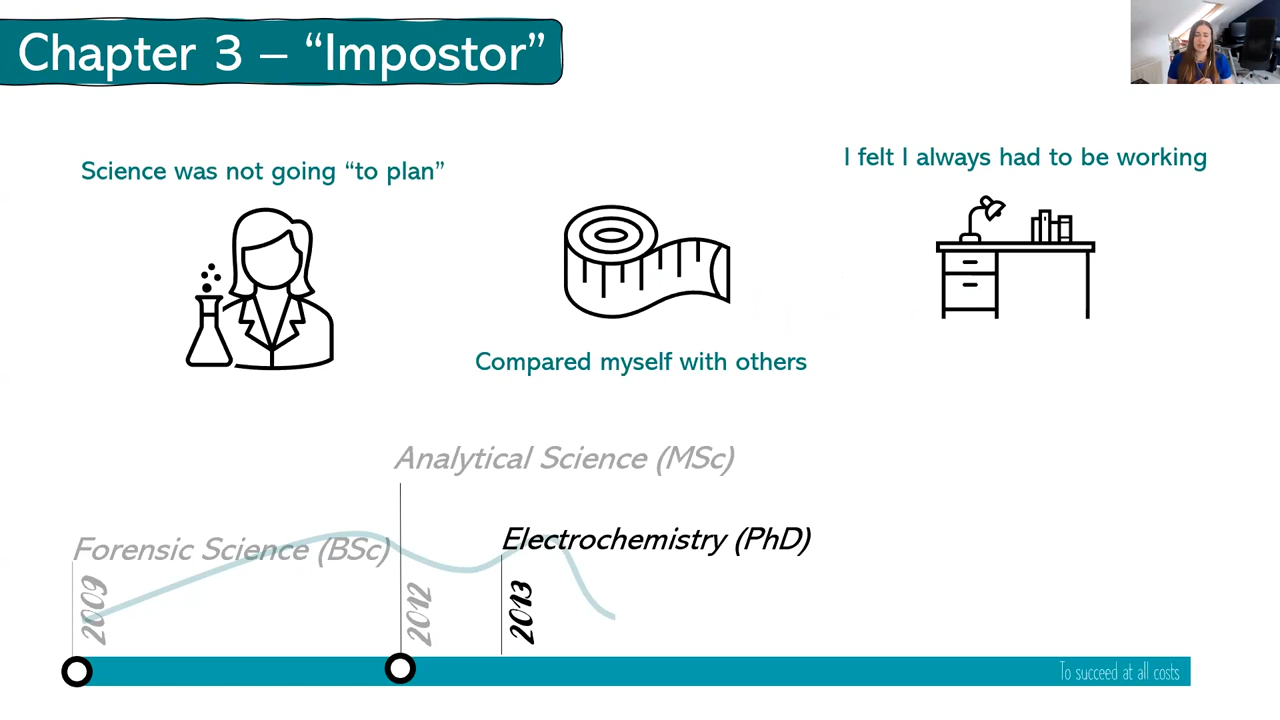 Chapter 3 – “Impostor”
Science was not going “to plan”
I felt I always had to be working
Compared myself with others
Analytical Science (MSc)
Forensic Science (BSc)
Electrochemistry (PhD)
2009
2012
2013
To succeed at all costs